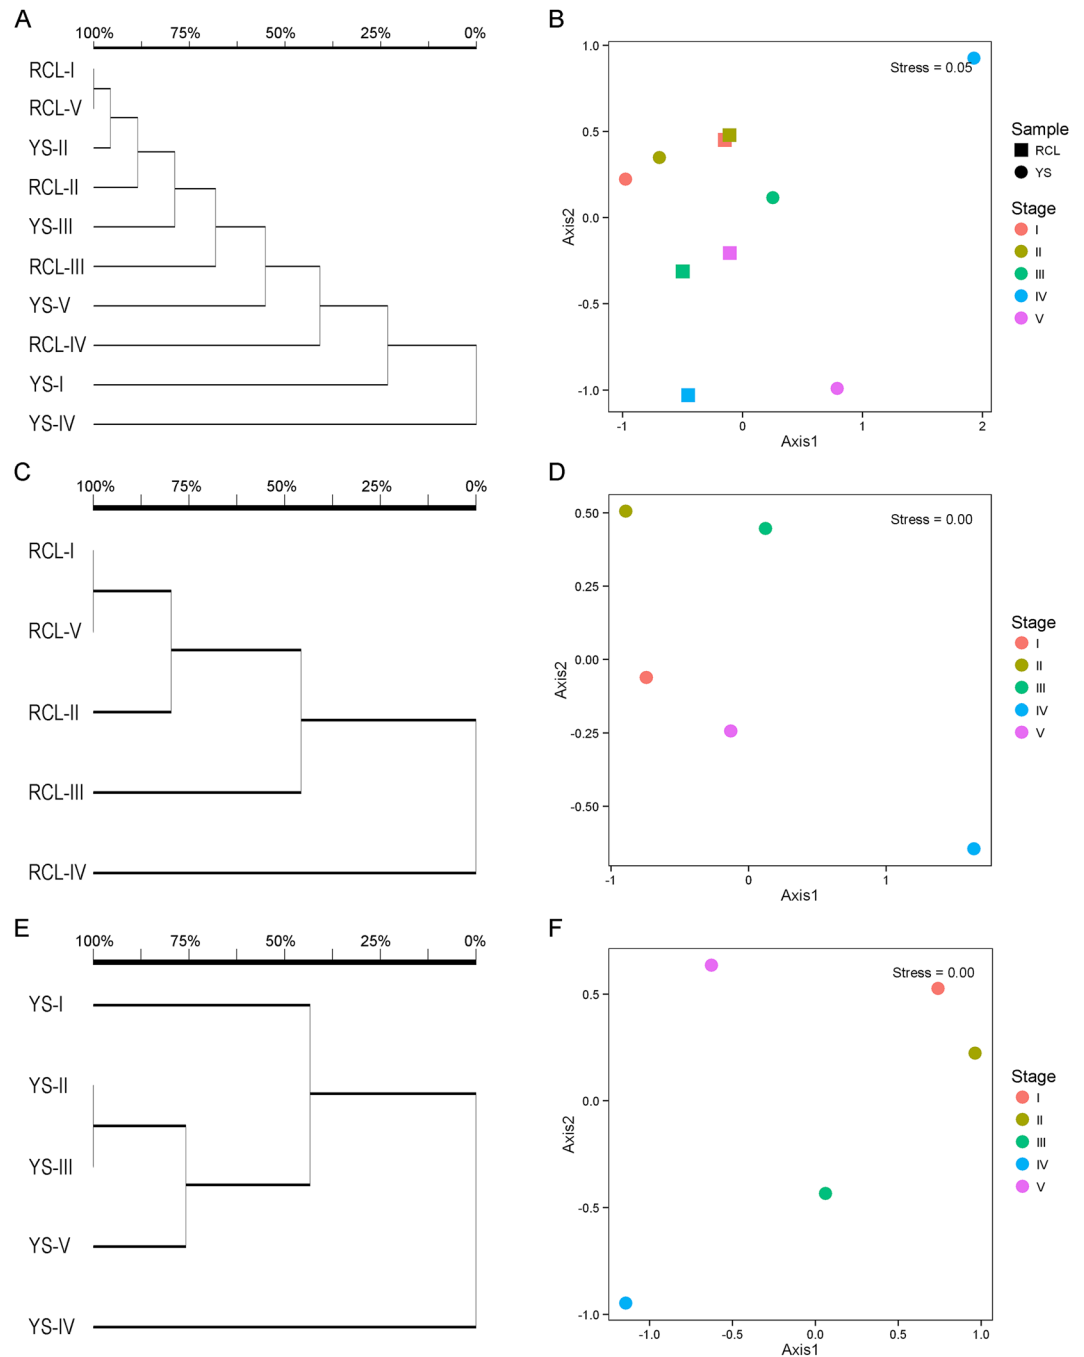 A
100% 75% 50% 25% 0%
RCL-I
RCL-V
YS-II
RCL-II
YS-III
RCL-III
YS-V
RCL-IV
YS-I
YS-IV
B
Stress = 0.05
1.0
0.5
0.0
-0.5
-1.0
Axis2
-1 0 1 2
Axis1
Sample
RCL
YS
Stage
I
II
III
IV
V
C
100% 75% 50% 25% 0%
RCL-I
RCL-V
RCL-II
RCL-III
RCL-IV
D
Stress = 0.00
0.50
0.25
0.00
-0.25
-0.50
Axis2
-1 0 1
Axis1
Stage
I
II
III
IV
V
E
100% 75% 50% 25% 0%
YS-I
YS-II
YS-III
YS-V
YS-IV
F
Stress = 0.00
0.5
0.0
-0.5
-1.0
Axis2
-1.0 -0.5 0.0 0.5 1.0
Axis1
Stage
I
II
III
IV
V